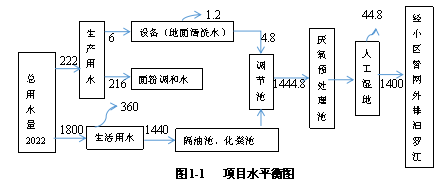 1.2
44.8
生产用水
222
6
设备(地面清洗水)
4.8
216
面粉调和水
总用水量
2022
360
1800
生活用水
1440
隔油池,化粪池
调节池
1444.8
厌氧预处理池
人工湿地
1400
经小区管网外排汨罗江
图1-1 项目水平衡图